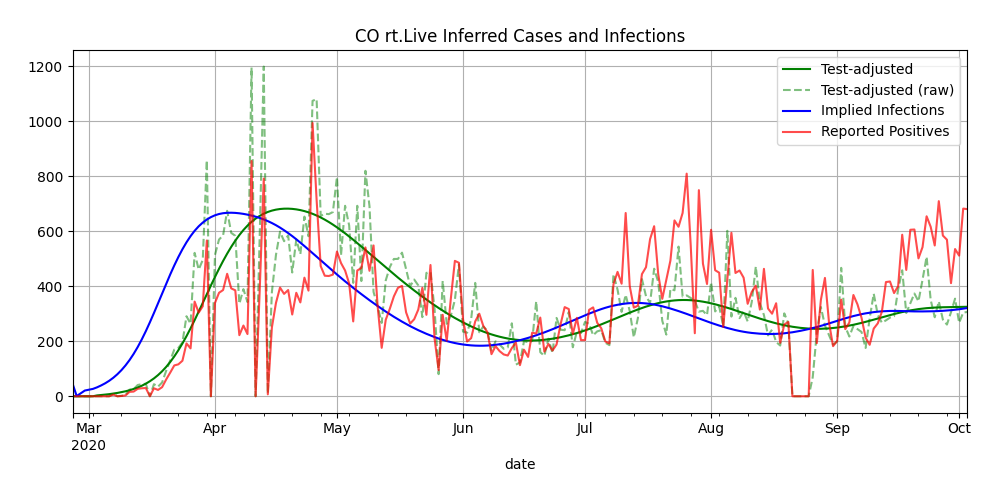 CO rt.Live Inferred Cases and Infections
1200
1000
800
600
400
200
0
Test-adjusted
Test-adjusted (raw)
Implied Infections
Reported Positives
Mar Apr May Jun Jul Aug Sep Oct
2020
date